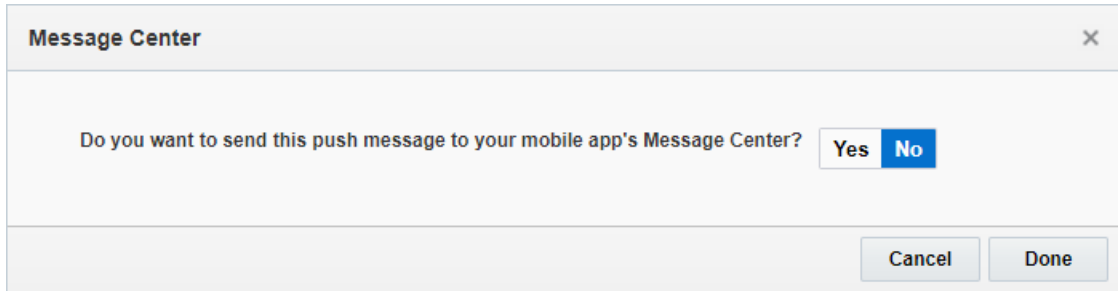 Message Center
Do you want to send this push message to your mobile app's Message Center? Yes No
Cancel Done